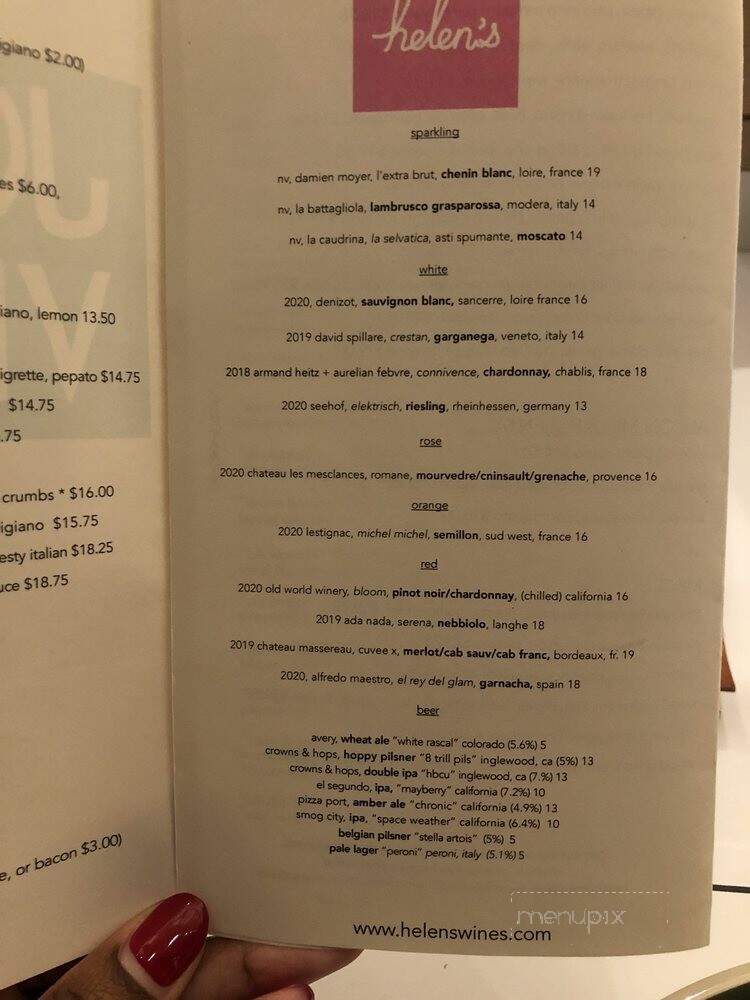 giano $2.00)
es $6.00,
iano, lemon 13.50
igrette, pepato $14.75
$14.75
.75
crumbs * $16.00
igiano $15.75
esty italian $18.25
uce $18.75
e, or bacon $3.00)
helen's
sparkling
nv, damien moyer, l'extra brut, chenin blanc, loire, france 19
nv, la battagliola, lambrusco grasparossa, modera, italy 14
nv, la caudrina, la selvatica, asti spumante, moscato 14
white
2020, denizot, sauvignon blanc, sancerre, loire france 16
2019 david spillare, crestan, garganega, veneto, italy 14
2018 armand heitz + aurelian febvre, connivence, chardonnay, chablis, france 18
2020 seehof, elektrisch, riesling, rheinhessen, germany 13
rose
2020 chateau les mesclances, romane, mourvedre/cninsault/grenache, provence 16
orange
2020 lestignac, michel michel, semillon, sud west, france 16
red
2020 old world winery, bloom, pinot noir/chardonnay, (chilled) california 16
2019 ada nada, serena, nebbiolo, langhe 18
2019 chateau massereau, cuvee x, merlot/cab sauv/cab franc, bordeaux, fr. 19
2020, alfredo maestro, el rey del glam, garnacha, spain 18
beer
avery, wheat ale "white rascal" colorado (5.6%) 5
crowns & hops, hoppy pilsner "8 trill pils" inglewood, ca (5%) 13
crowns & hops, double ipa "hbcu" inglewood, ca (7.%) 13
el segundo, ipa, "mayberry" california (7.2%) 10
pizza port, amber ale "chronic" california (4.9%) 13
smog city, ipa, "space weather" california (6.4%) 10
belgian pilsner "stella artois" (5%) 5
pale lager "peroni" peroni, italy (5.1%) 5
menupix
www.helenswines.com